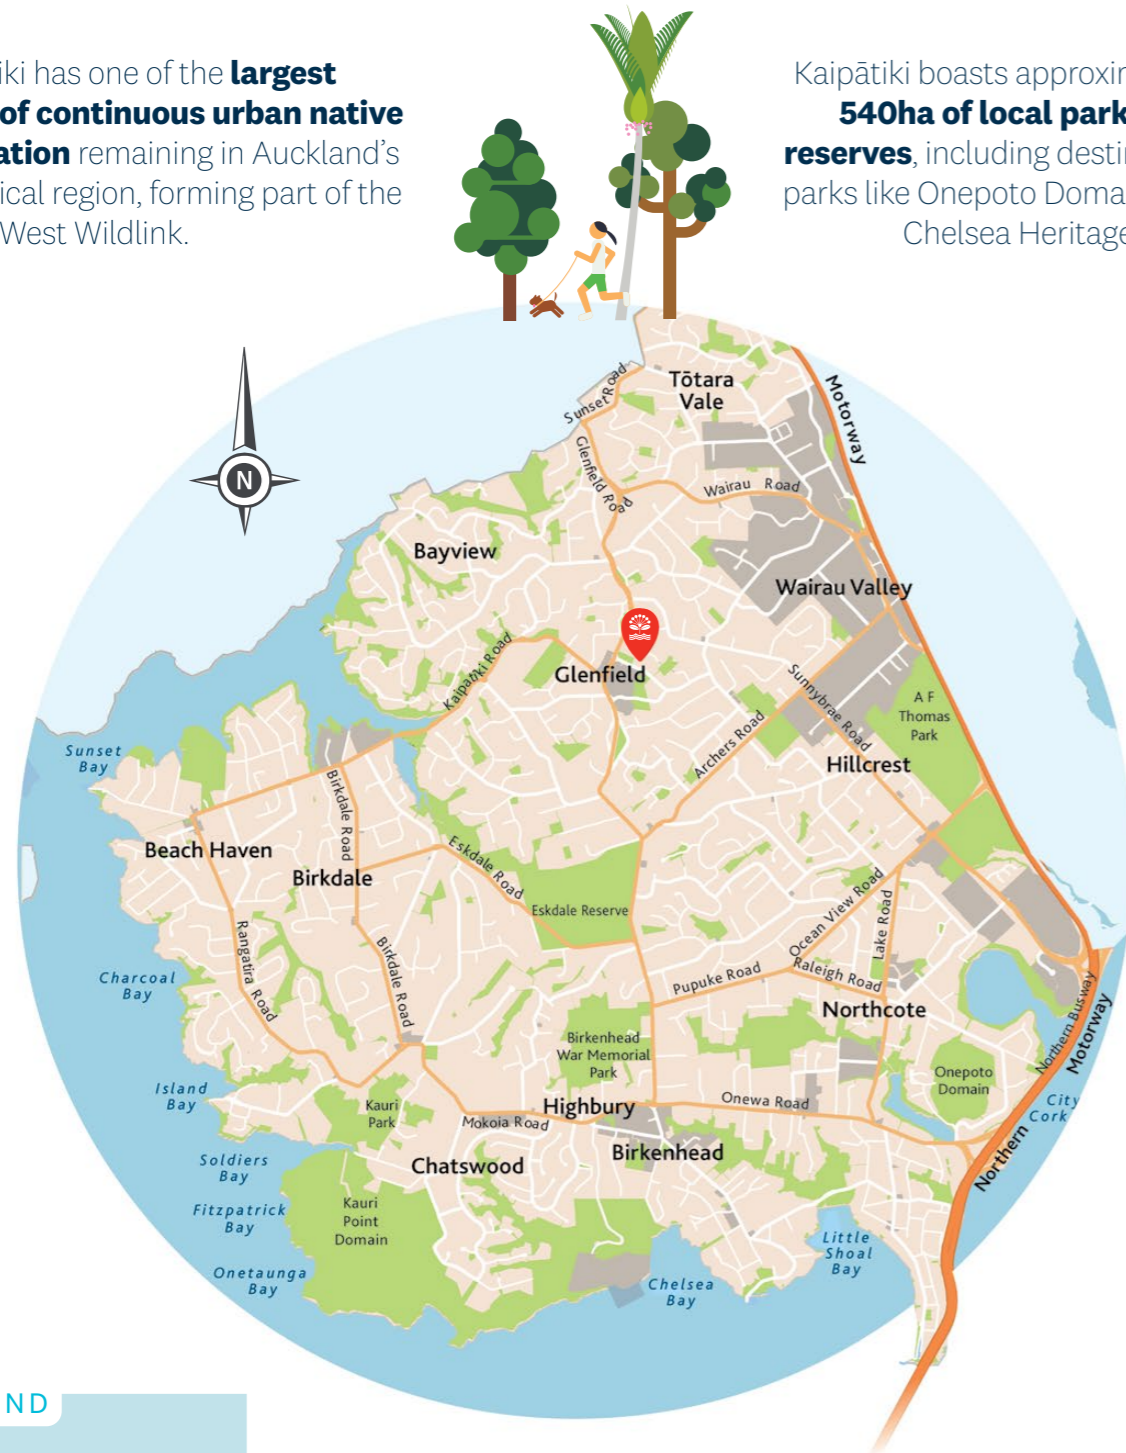 iki has one of the largest
of continuous urban native
ation remaining in Auckland's
ical region, forming part of the
West Wildlink.
Kaipātiki boasts approxin
540ha of local park
reserves, including destin
parks like Onepoto Doma
Chelsea Heritage
N
Tōtara
Vale
Motorway
Sunset Road
Glenfield Road
Wairau Road
Bayview
Wairau Valley
Kaipatiki Road
Glenfield
Sunnybrae Road
A F
Thomas
Park
Archers Road
Sunset
Bay
Hillcrest
Birkdale Road
Beach Haven
Eskdale Road
Birkdale
Ocean View Road
Lake Road
Eskdale Reserve
Rangatira Road
Birkdale Road
Charcoal
Bay
Pupuke Road
Raleigh Road
Northcote
Northern Busway
Motorway
Birkenhead
War Memorial
Park
Onepoto
Domain
Island
Bay
Kauri
Park
Highbury
Onewa Road
City
Cork
Mokoia Road
Northern
Soldiers
Bay
Chatswood
Birkenhead
Fitzpatrick
Bay
Kauri
Point
Domain
Little
Shoal
Bay
Onetaunga
Bay
Chelsea
Bay
ND